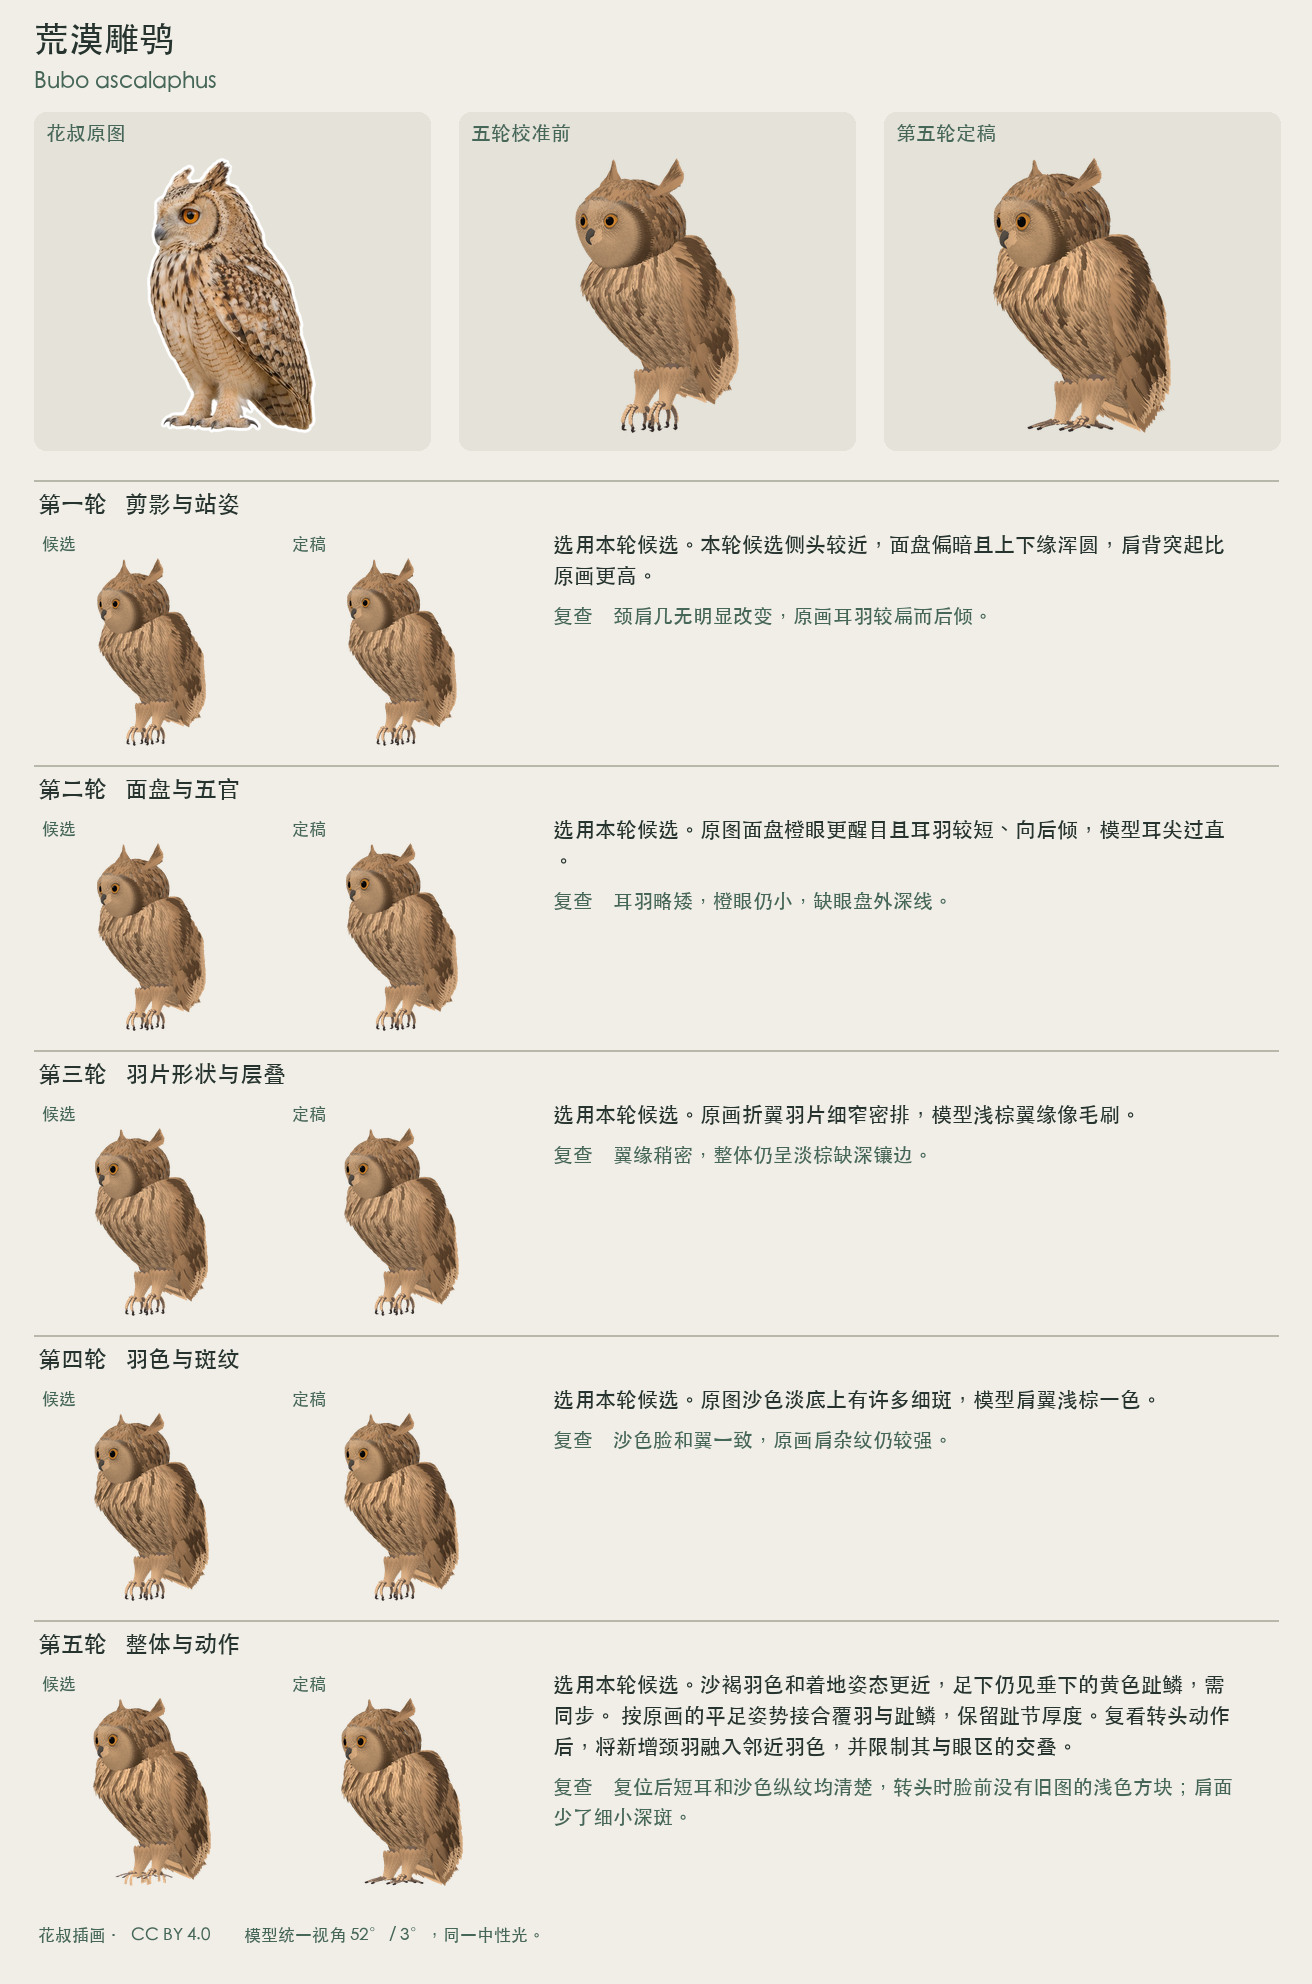 荒漠雕鸮
Bubo ascalaphus
花叔原图
五轮校准前
第五轮定稿
第一轮 剪影与站姿
候选
定稿
选用本轮候选。本轮候选侧头较近，面盘偏暗且上下缘浑圆，肩背突起比
原画更高。
复查 颈肩几无明显改变，原画耳羽较扁而后倾。
第二轮 面盘与五官
候选
定稿
选用本轮候选。原图面盘橙眼更醒目且耳羽较短、向后倾，模型耳尖过直
。
复查 耳羽略矮，橙眼仍小，缺眼盘外深线。
第三轮 羽片形状与层叠
候选
定稿
选用本轮候选。原画折翼羽片细窄密排，模型浅棕翼缘像毛刷。
复查 翼缘稍密，整体仍呈淡棕缺深镶边。
第四轮 羽色与斑纹
候选
定稿
选用本轮候选。原图沙色淡底上有许多细斑，模型肩翼浅棕一色。
复查 沙色脸和翼一致，原画肩杂纹仍较强。
第五轮 整体与动作
候选
定稿
选用本轮候选。沙褐羽色和着地姿态更近，足下仍见垂下的黄色趾鳞，需
同步。 按原画的平足姿势接合覆羽与趾鳞，保留趾节厚度。复看转头动作
后，将新增颈羽融入邻近羽色，并限制其与眼区的交叠。
复查 复位后短耳和沙色纵纹均清楚，转头时脸前没有旧图的浅色方块；肩面
少了细小深斑。
花叔插画 · CC BY 4.0 模型统一视角 52° / 3° ，同一中性光。